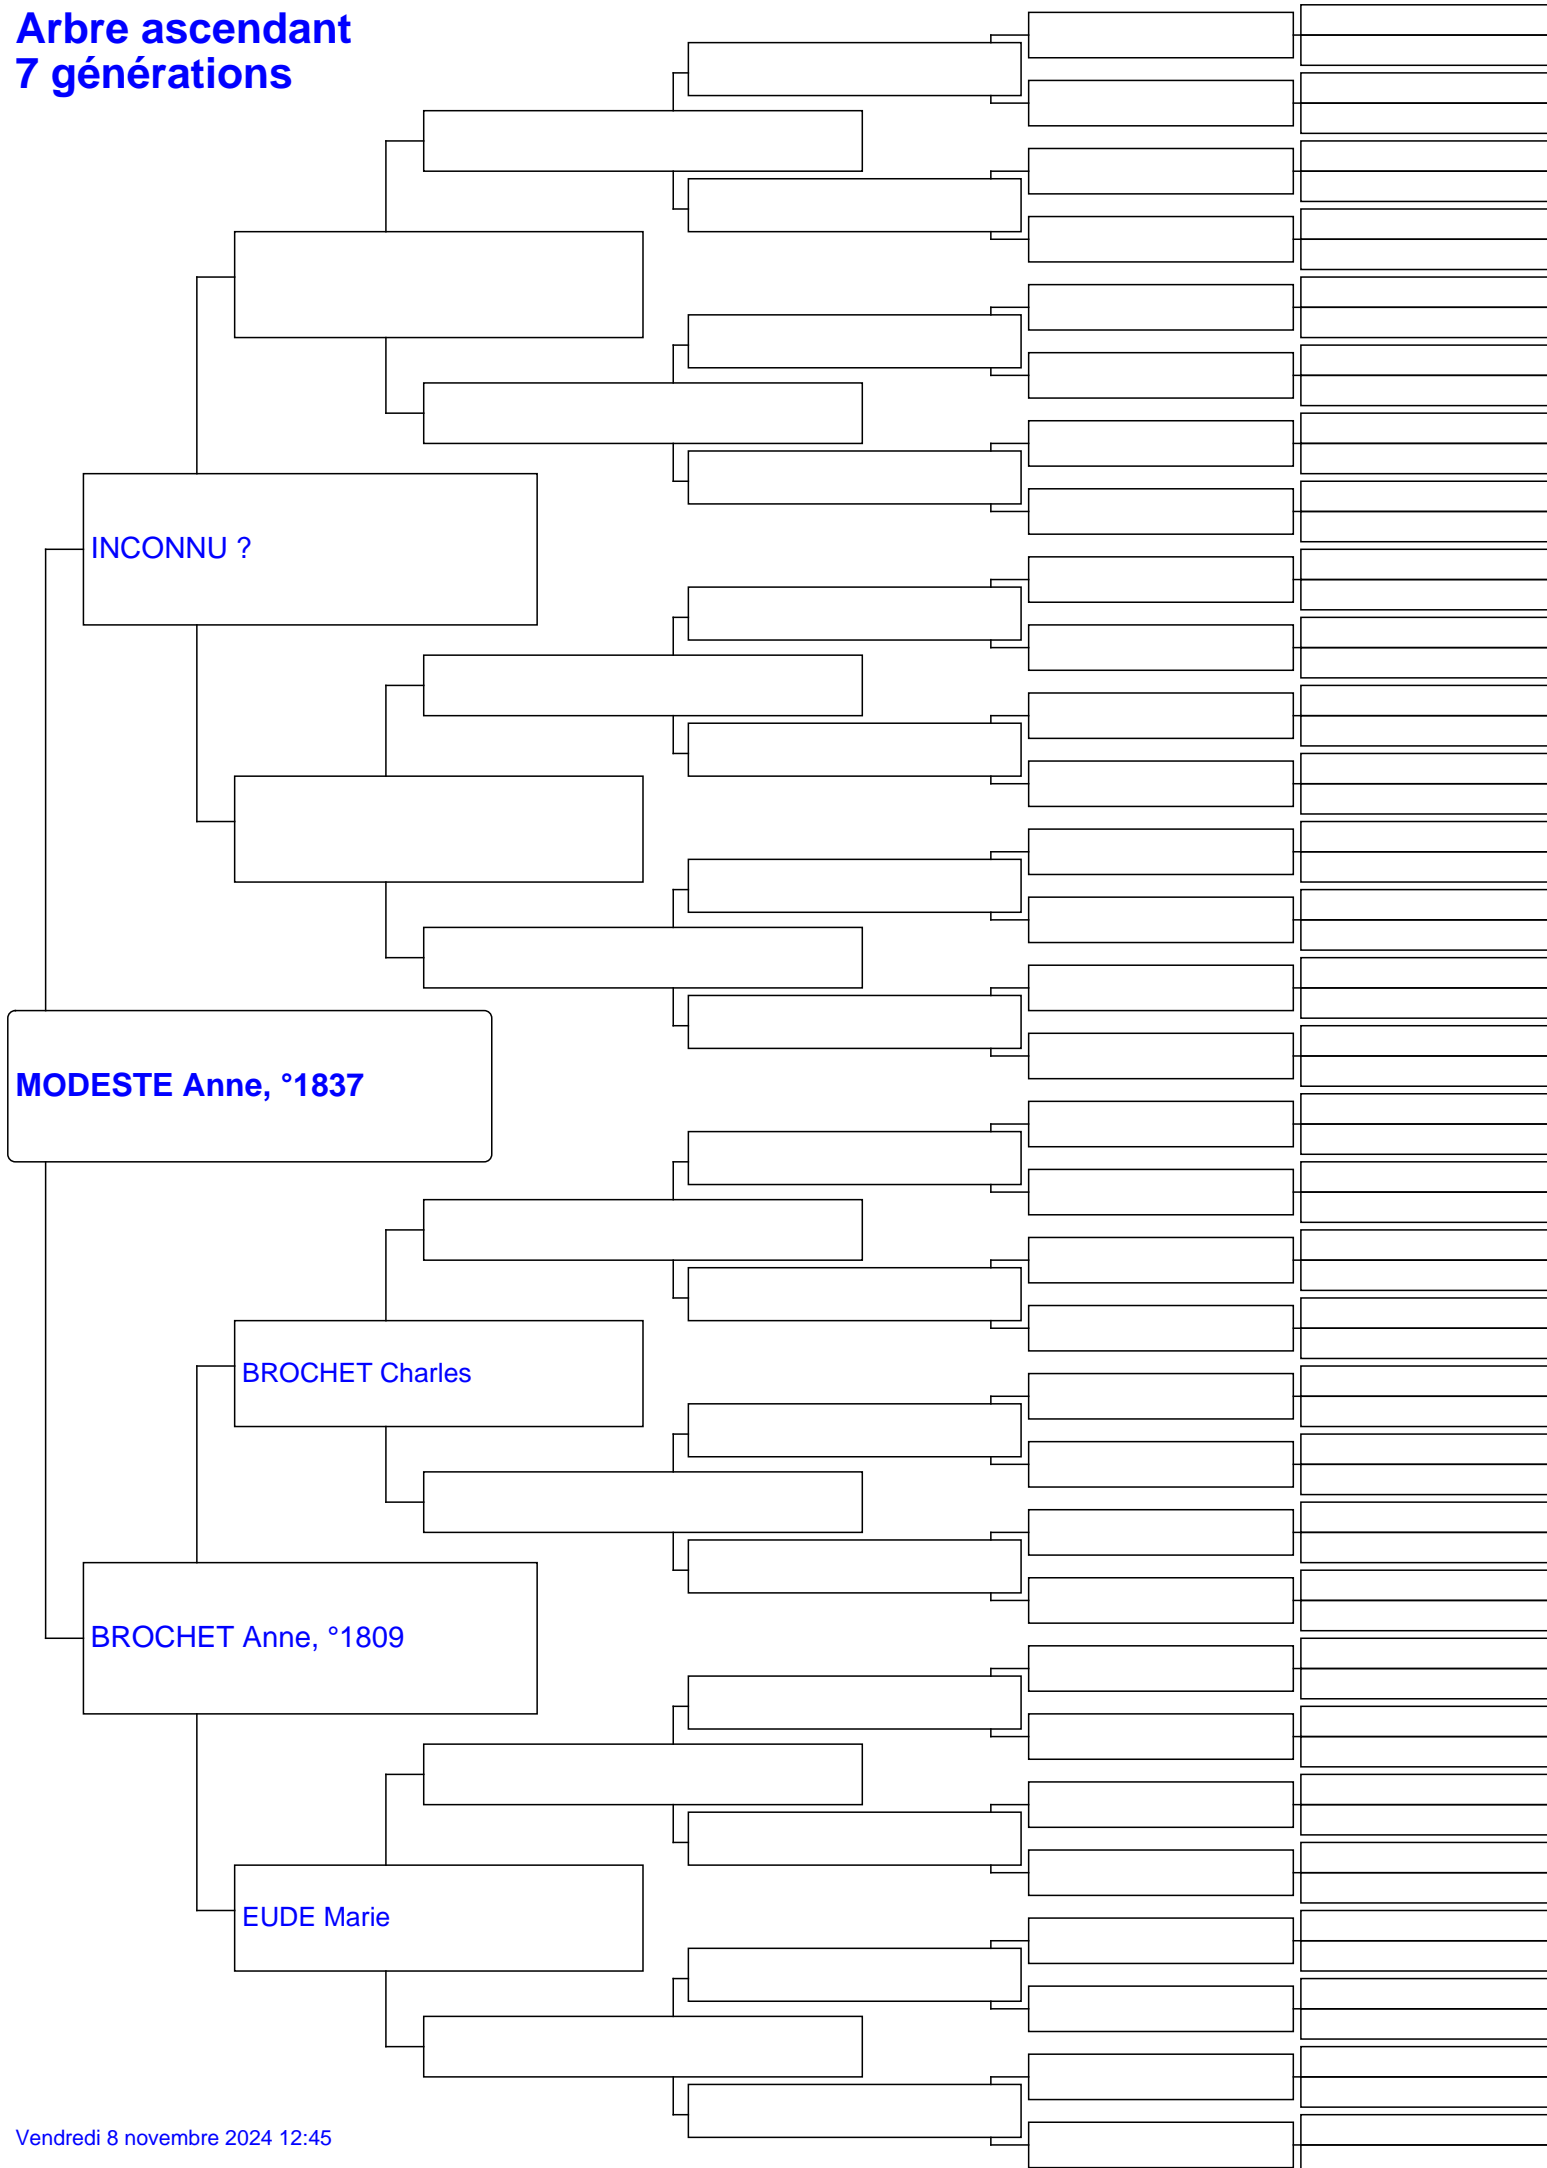 Arbre ascendant
7 générations
INCONNU ?
MODESTE Anne, °1837
BROCHET Charles
BROCHET Anne, °1809
EUDE Marie
Vendredi 8 novembre 2024 12:45